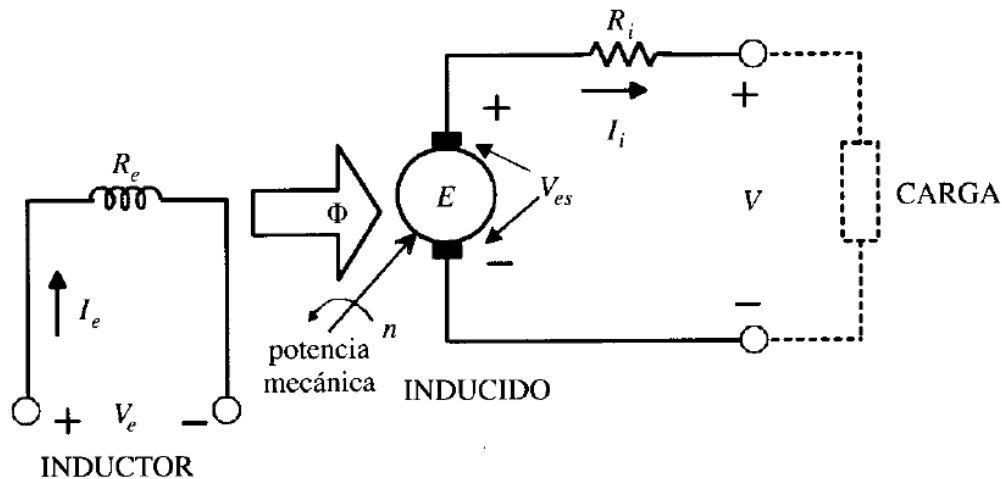 R_i
+
+
I_i
R_e
Φ
E
V_es
V
CARGA
I_e
n
−
−
potencia
mecánica
INDUCIDO
+ V_e −
INDUCTOR